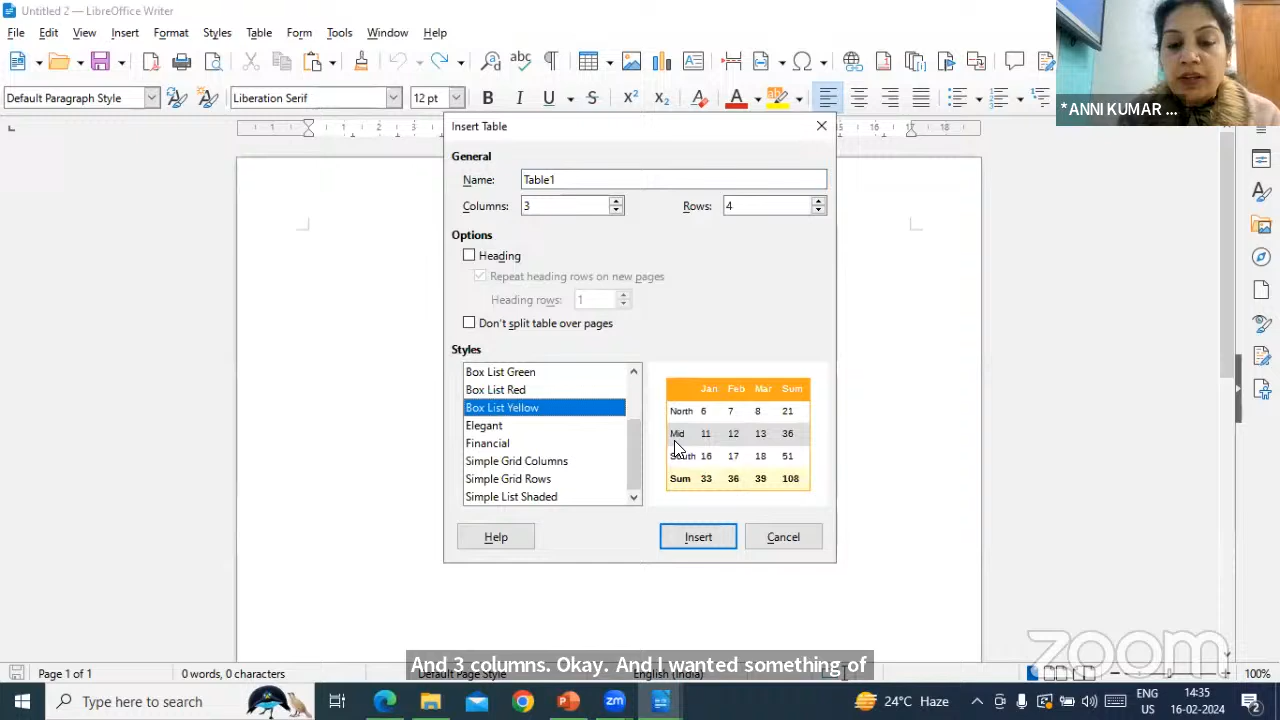 Untitled 2 — LibreOffice Writer
File Edit View Insert Format Styles Table Form Tools Window Help
Default Paragraph Style Liberation Serif 12 pt
*ANNI KUMAR ...
Insert Table
General
Name: Table1
Columns: 3 Rows: 4
Options
Heading
Repeat heading rows on new pages
Heading rows: 1
Don't split table over pages
Styles
Box List Green
Box List Red
Box List Yellow
Elegant
Financial
Simple Grid Columns
Simple Grid Rows
Simple List Shaded
Jan Feb Mar Sum
North 6 7 8 21
Mid 11 12 13 36
South 16 17 18 51
Sum 33 36 39 108
Help Insert Cancel
zoom
And 3 columns. Okay. And I wanted something of
Page 1 of 1 0 words, 0 characters Default Page Style English (India) 100%
Type here to search 24°C Haze ENG 14:35
IN 16-02-2024 2